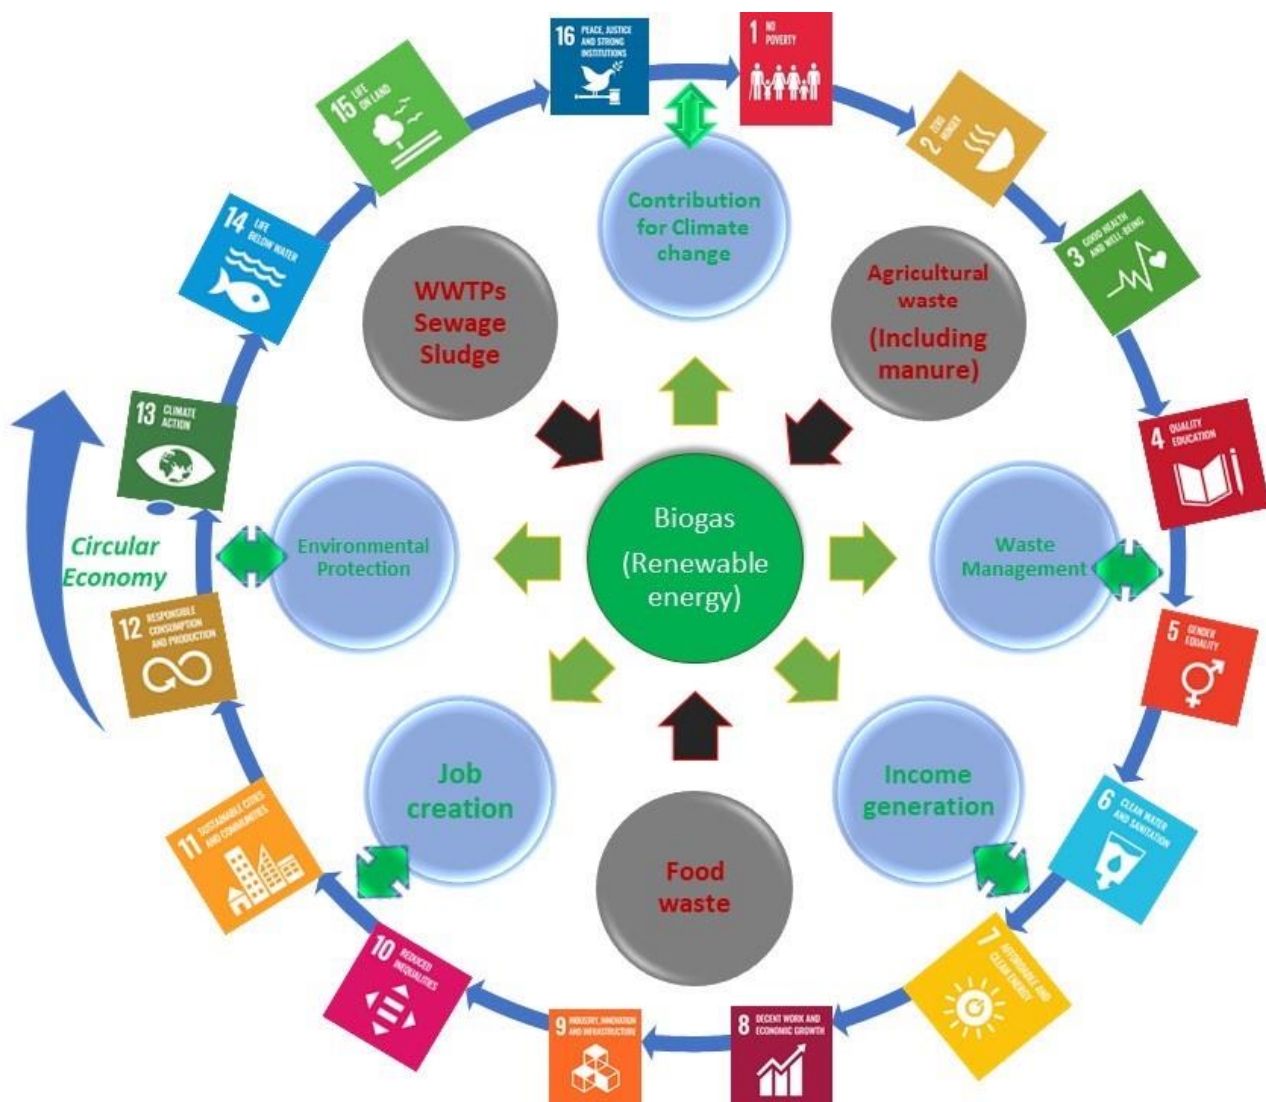 16 PEACE, JUSTICE
AND STRONG
INSTITUTIONS
1 NO
POVERTY
2 ZERO
HUNGER
3 GOOD HEALTH
AND WELL-BEING
4 QUALITY
EDUCATION
5 GENDER
EQUALITY
6 CLEAN WATER
AND SANITATION
7 AFFORDABLE AND
CLEAN ENERGY
8 DECENT WORK AND
ECONOMIC GROWTH
9 INDUSTRY, INNOVATION
AND INFRASTRUCTURE
10 REDUCED
INEQUALITIES
11 SUSTAINABLE CITIES
AND COMMUNITIES
12 RESPONSIBLE
CONSUMPTION
AND PRODUCTION
13 CLIMATE
ACTION
14 LIFE
BELOW WATER
15 LIFE
ON LAND
Circular
Economy
Contribution
for Climate
change
WWTPs
Sewage
Sludge
Agricultural
waste
(Including
manure)
Biogas
(Renewable
energy)
Environmental
Protection
Waste
Management
Job
creation
Income
generation
Food
waste